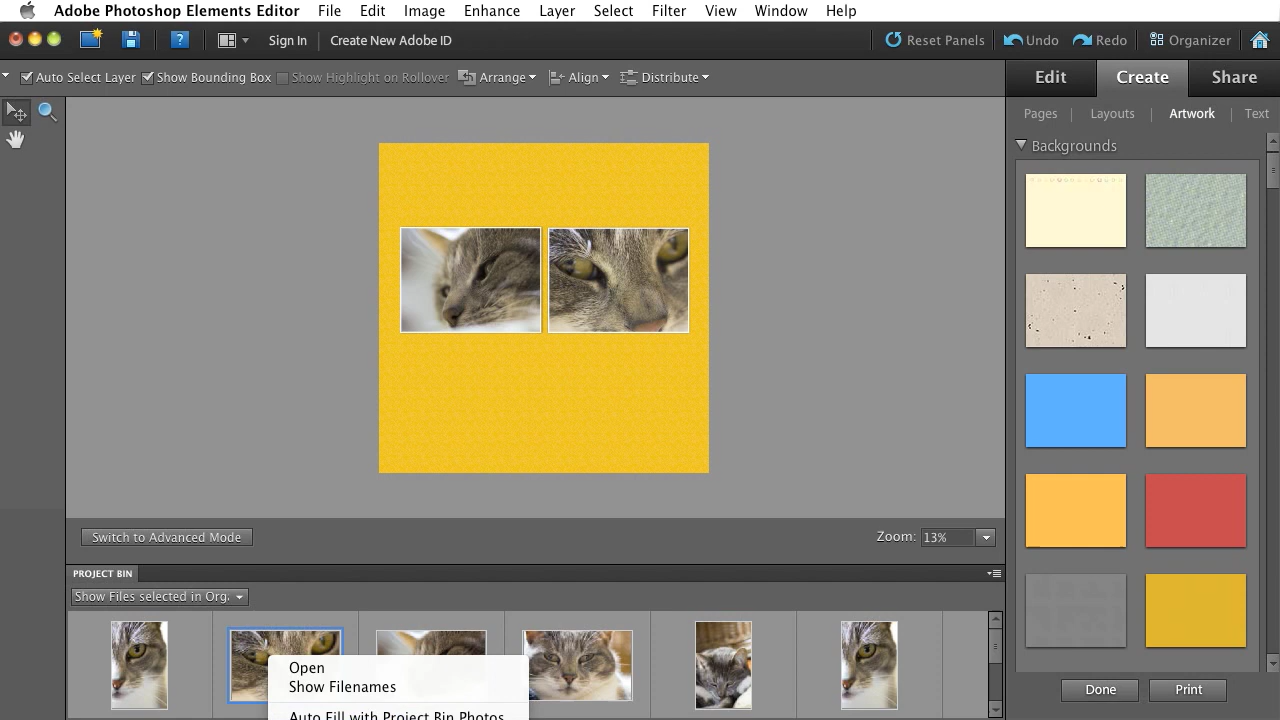 Adobe Photoshop Elements Editor File Edit Image Enhance Layer Select Filter View Window Help
? Sign In Create New Adobe ID Reset Panels Undo Redo Organizer
Auto Select Layer Show Bounding Box Show Highlight on Rollover Arrange Align Distribute
Edit Create Share
Pages Layouts Artwork Text
Backgrounds
Switch to Advanced Mode
Zoom: 13%
PROJECT BIN
Show Files selected in Org.
Open
Show Filenames
Auto Fill with Project Bin Photos
Done Print